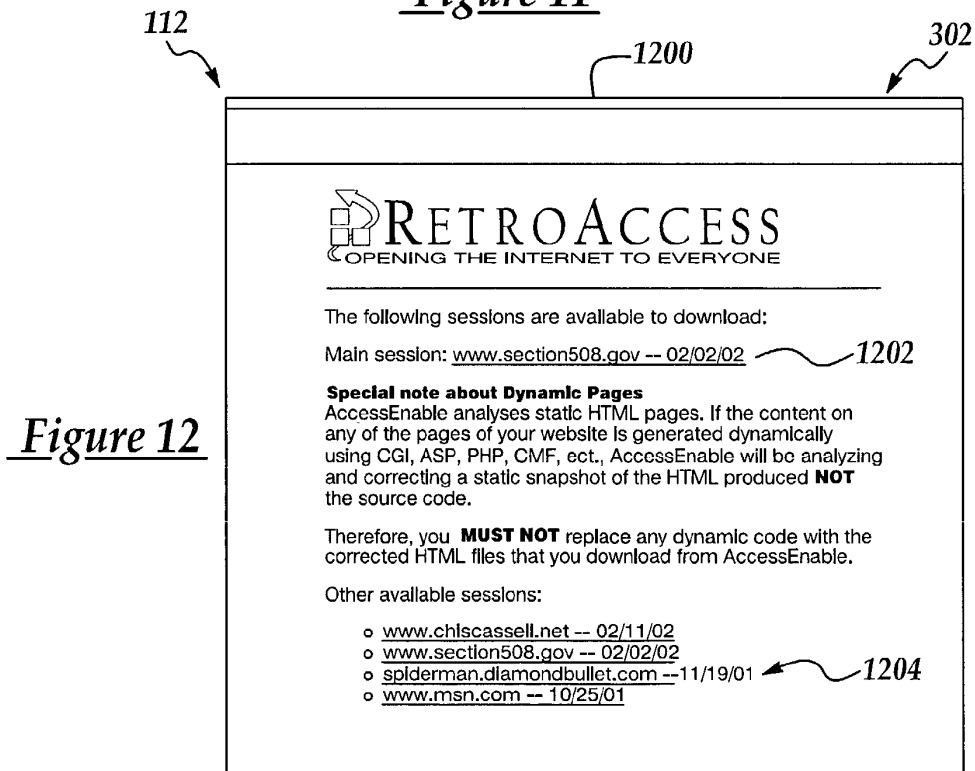 Figure 11
112
1200
302
RETROACCESS
OPENING THE INTERNET TO EVERYONE
The following sessions are available to download:
Main session: www.section508.gov -- 02/02/02
1202
Special note about Dynamic Pages
AccessEnable analyses static HTML pages. If the content on
any of the pages of your website is generated dynamically
using CGI, ASP, PHP, CMF, ect., AccessEnable will be analyzing
and correcting a static snapshot of the HTML produced NOT
the source code.
Figure 12
Therefore, you MUST NOT replace any dynamic code with the
corrected HTML files that you download from AccessEnable.
Other available sessions:
o www.chiscassell.net -- 02/11/02
o www.section508.gov -- 02/02/02
o spiderman.diamondbullet.com --11/19/01
1204
o www.msn.com -- 10/25/01